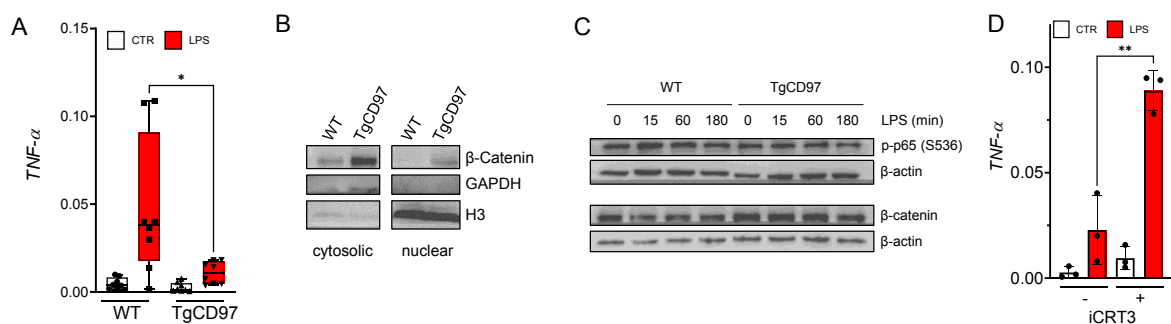 A
CTR LPS
*
0.15
0.10
0.05
0.00
TNF-α
WT TgCD97
B
WT TgCD97 WT TgCD97
β-Catenin
GAPDH
H3
cytosolic nuclear
C
WT TgCD97
0 15 60 180 0 15 60 180 LPS (min)
p-p65 (S536)
β-actin
β-catenin
β-actin
D
CTR LPS
**
0.10
0.05
0.00
TNF-α
- +
iCRT3